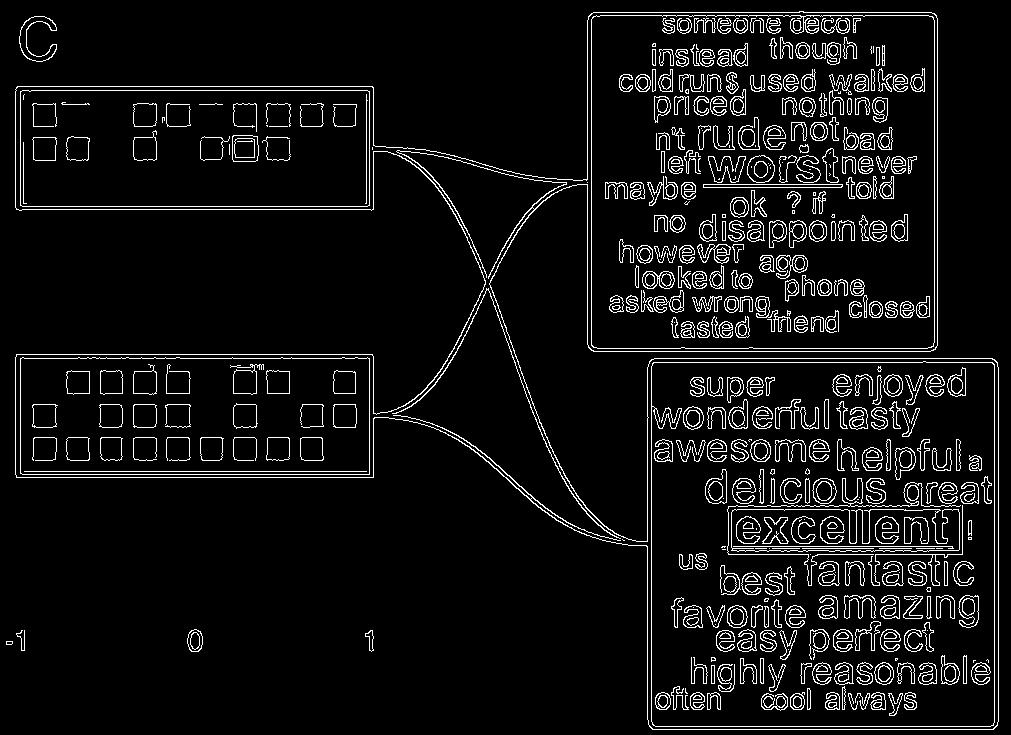 C
someone decor
instead though 'll
cold run $ used walked
priced nothing
n't rude not bad
left worst never
maybe told
ok ? if
no disappointed
however ago
looked to
phone
asked wrong closed
tasted friend
super enjoyed
wonderful tasty
awesome helpful a
delicious great
excellent !
us best fantastic
favorite amazing
easy perfect
highly reasonable
often cool always
-1 0 1